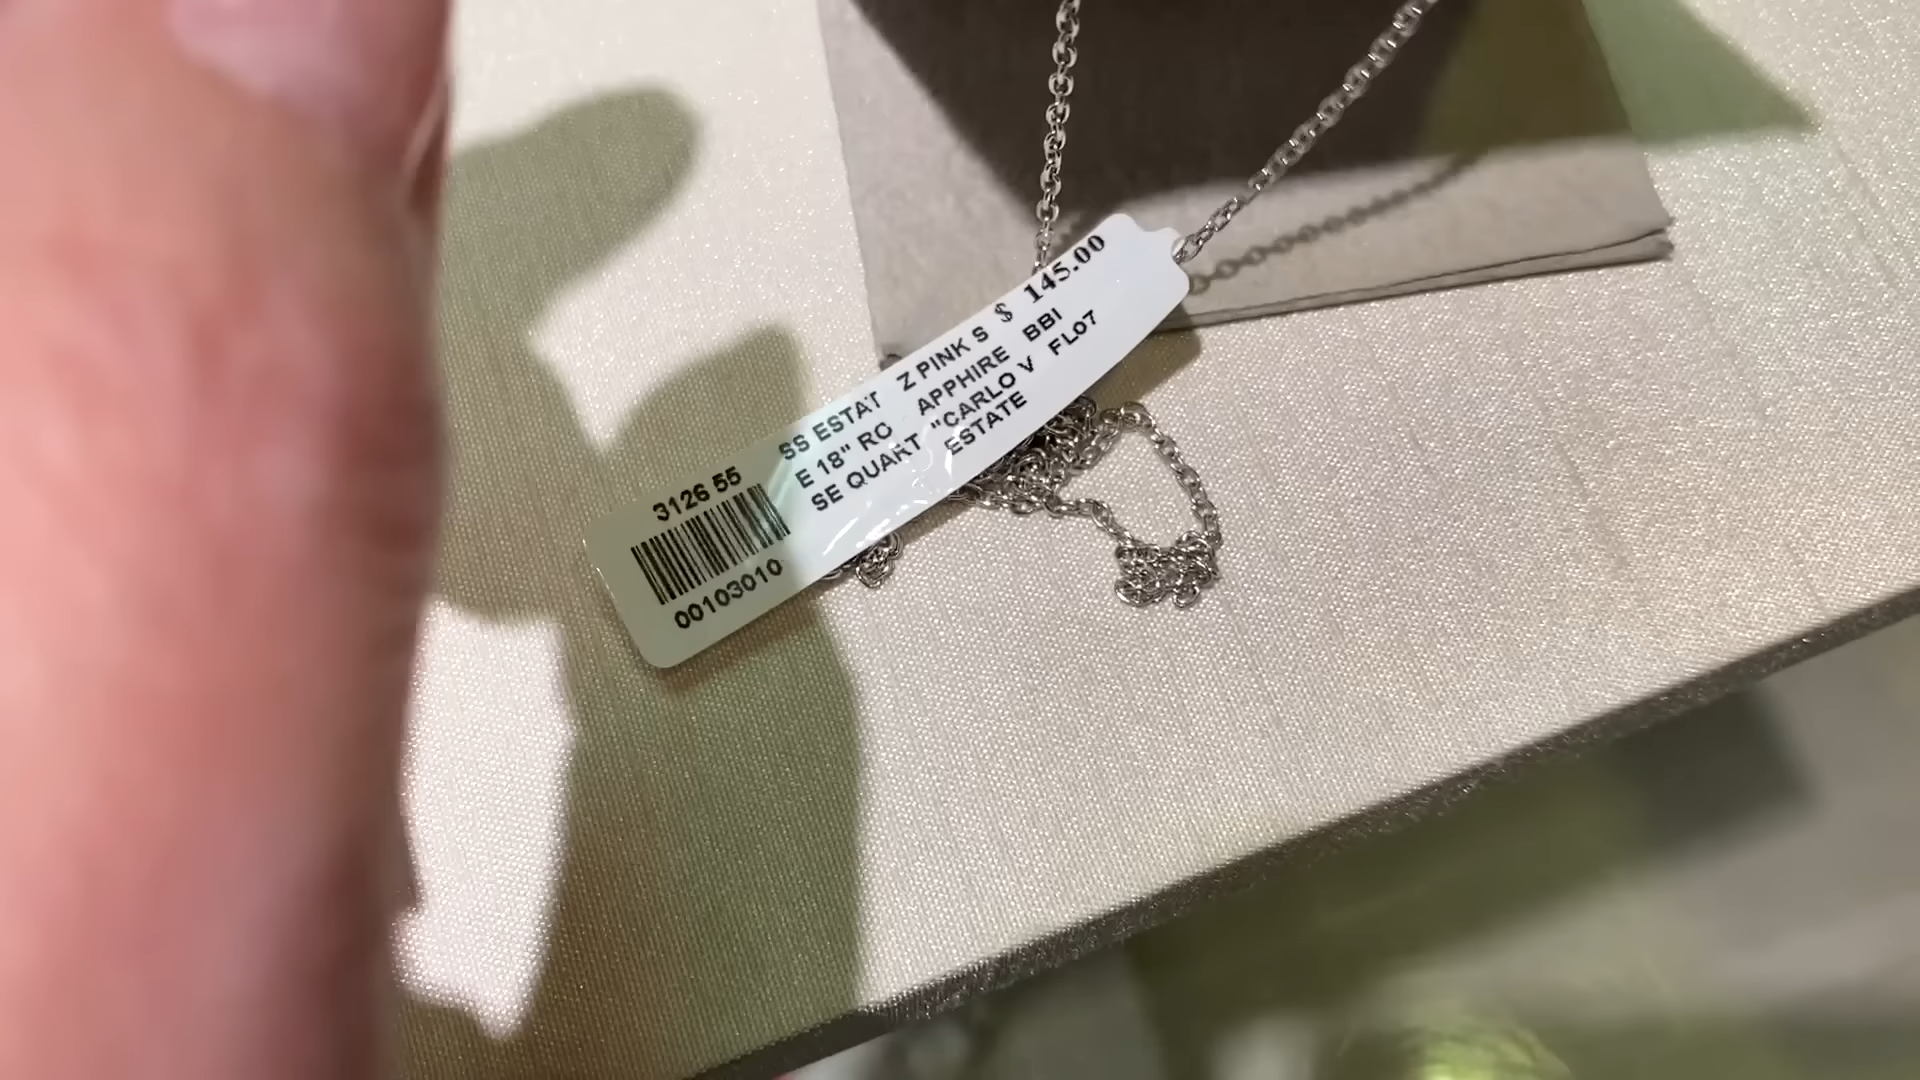 3126 55
00103010
SS ESTAT
E 18" RO
SE QUART
Z PINK S
APPHIRE BBI
"CARLO V FL07
ESTATE
$ 145.00